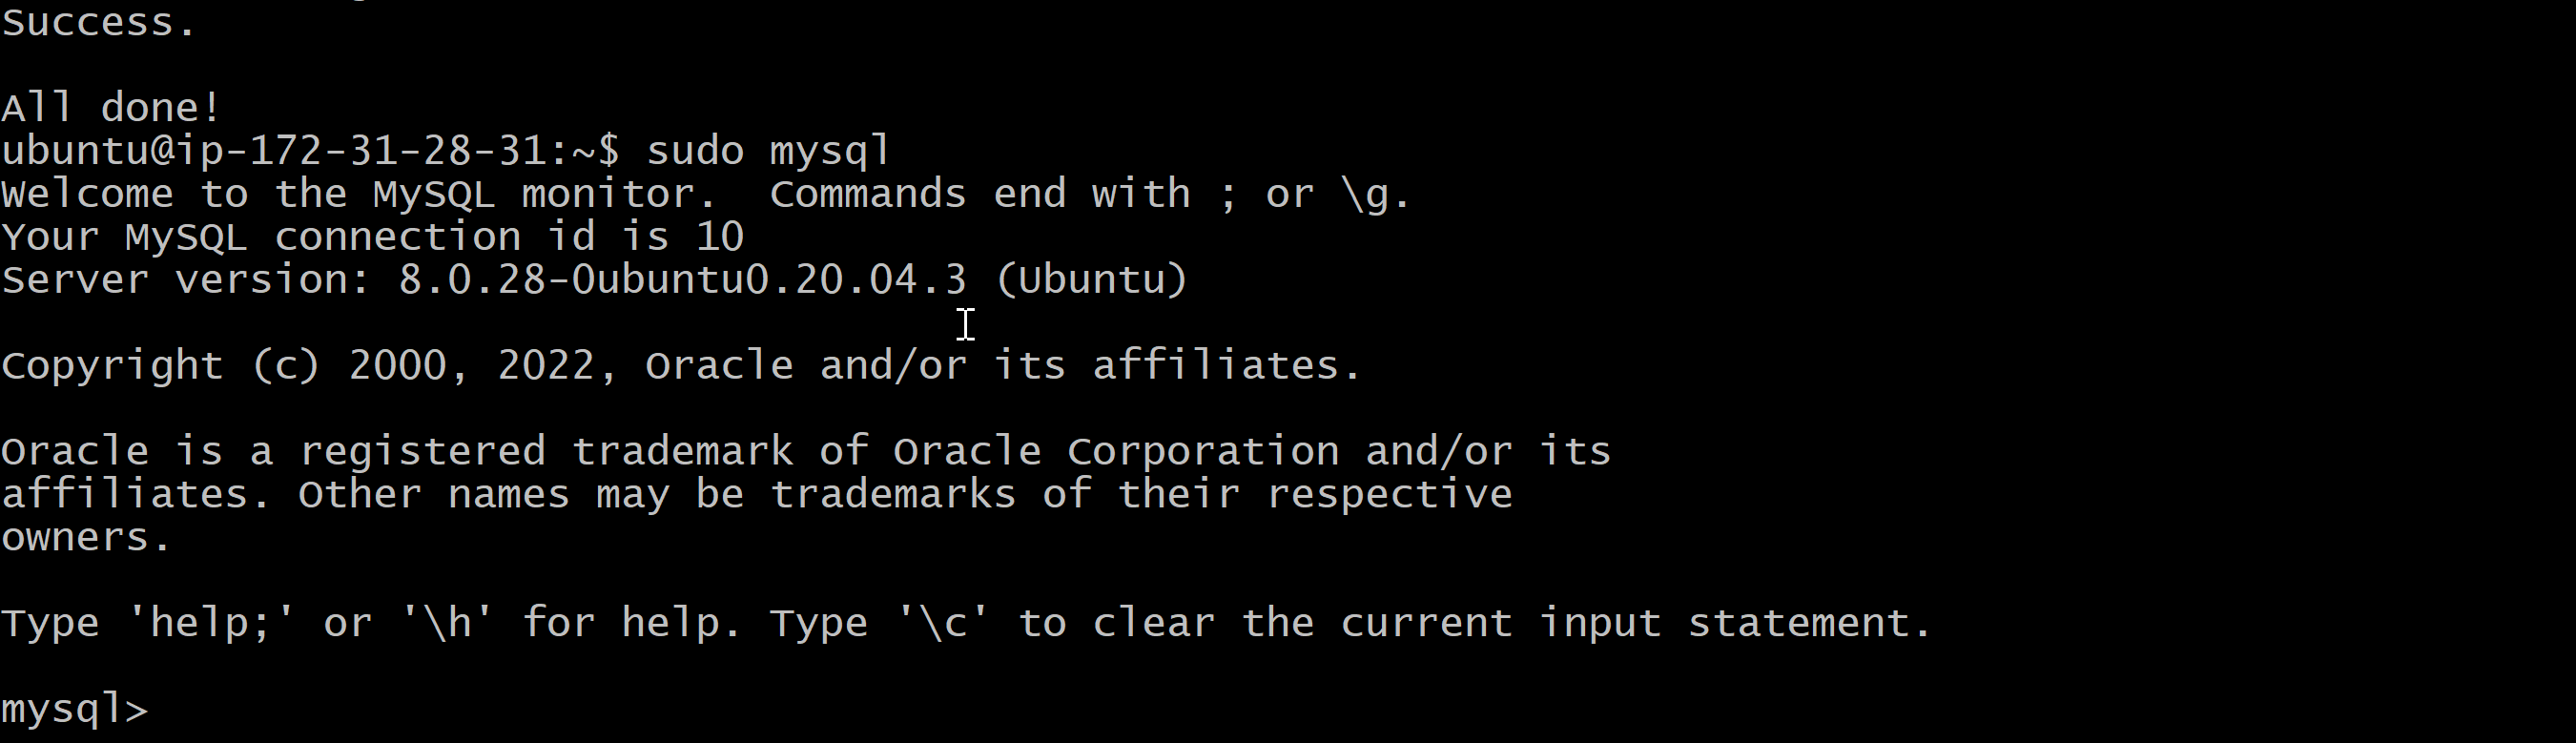 Success.
All done!
ubuntu@ip-172-31-28-31:~$ sudo mysql
Welcome to the MySQL monitor.  Commands end with ; or \g.
Your MySQL connection id is 10
Server version: 8.0.28-0ubuntu0.20.04.3 (Ubuntu)
Copyright (c) 2000, 2022, Oracle and/or its affiliates.
Oracle is a registered trademark of Oracle Corporation and/or its
affiliates. Other names may be trademarks of their respective
owners.
Type 'help;' or '\h' for help. Type '\c' to clear the current input statement.
mysql>